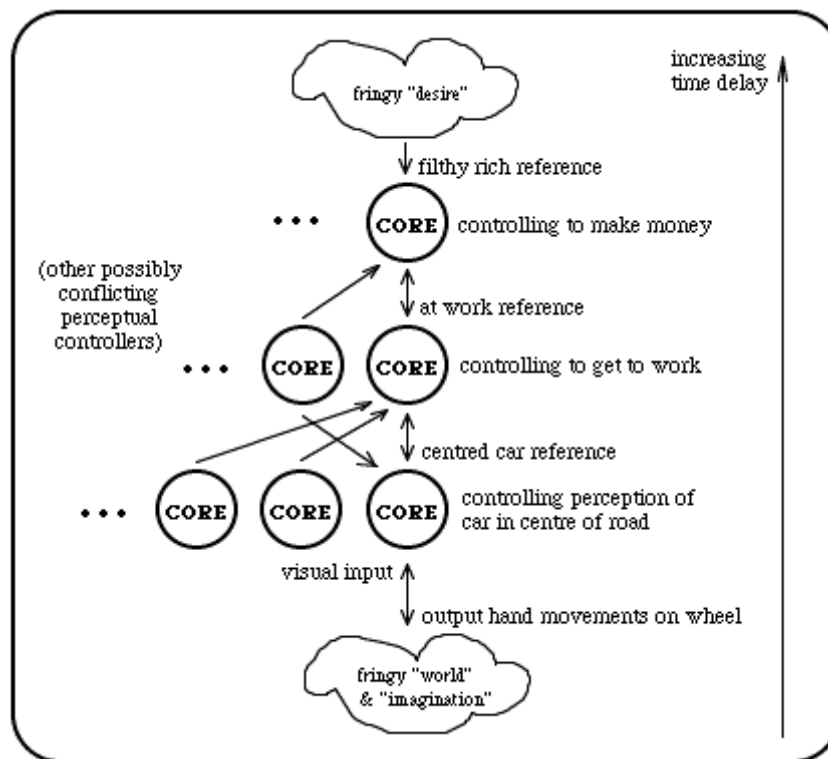 increasing
time delay
fringy "desire"
filthy rich reference
CORE
controlling to make money
(other possibly
conflicting
perceptual
controllers)
at work reference
CORE
CORE
controlling to get to work
centred car reference
CORE
CORE
CORE
controlling perception of
car in centre of road
visual input
output hand movements on wheel
fringy "world"
& "imagination"